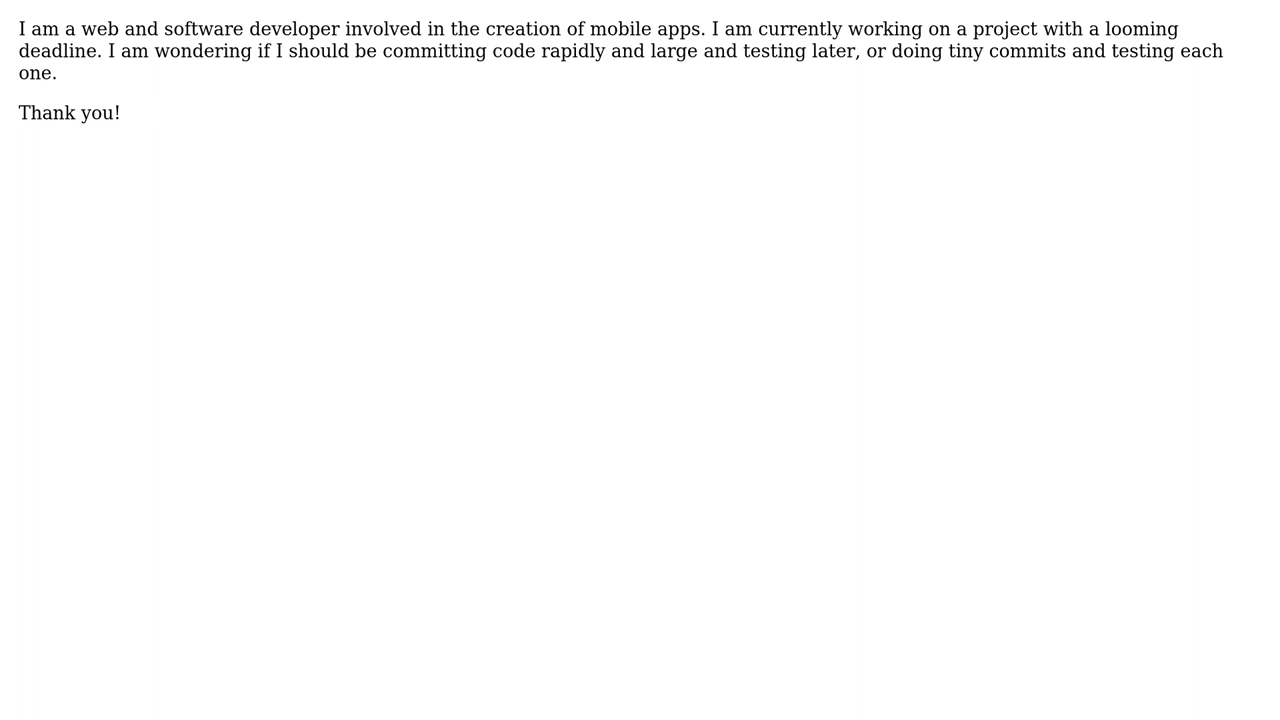 I am a web and software developer involved in the creation of mobile apps. I am currently working on a project with a looming
deadline. I am wondering if I should be committing code rapidly and large and testing later, or doing tiny commits and testing each
one.
Thank you!